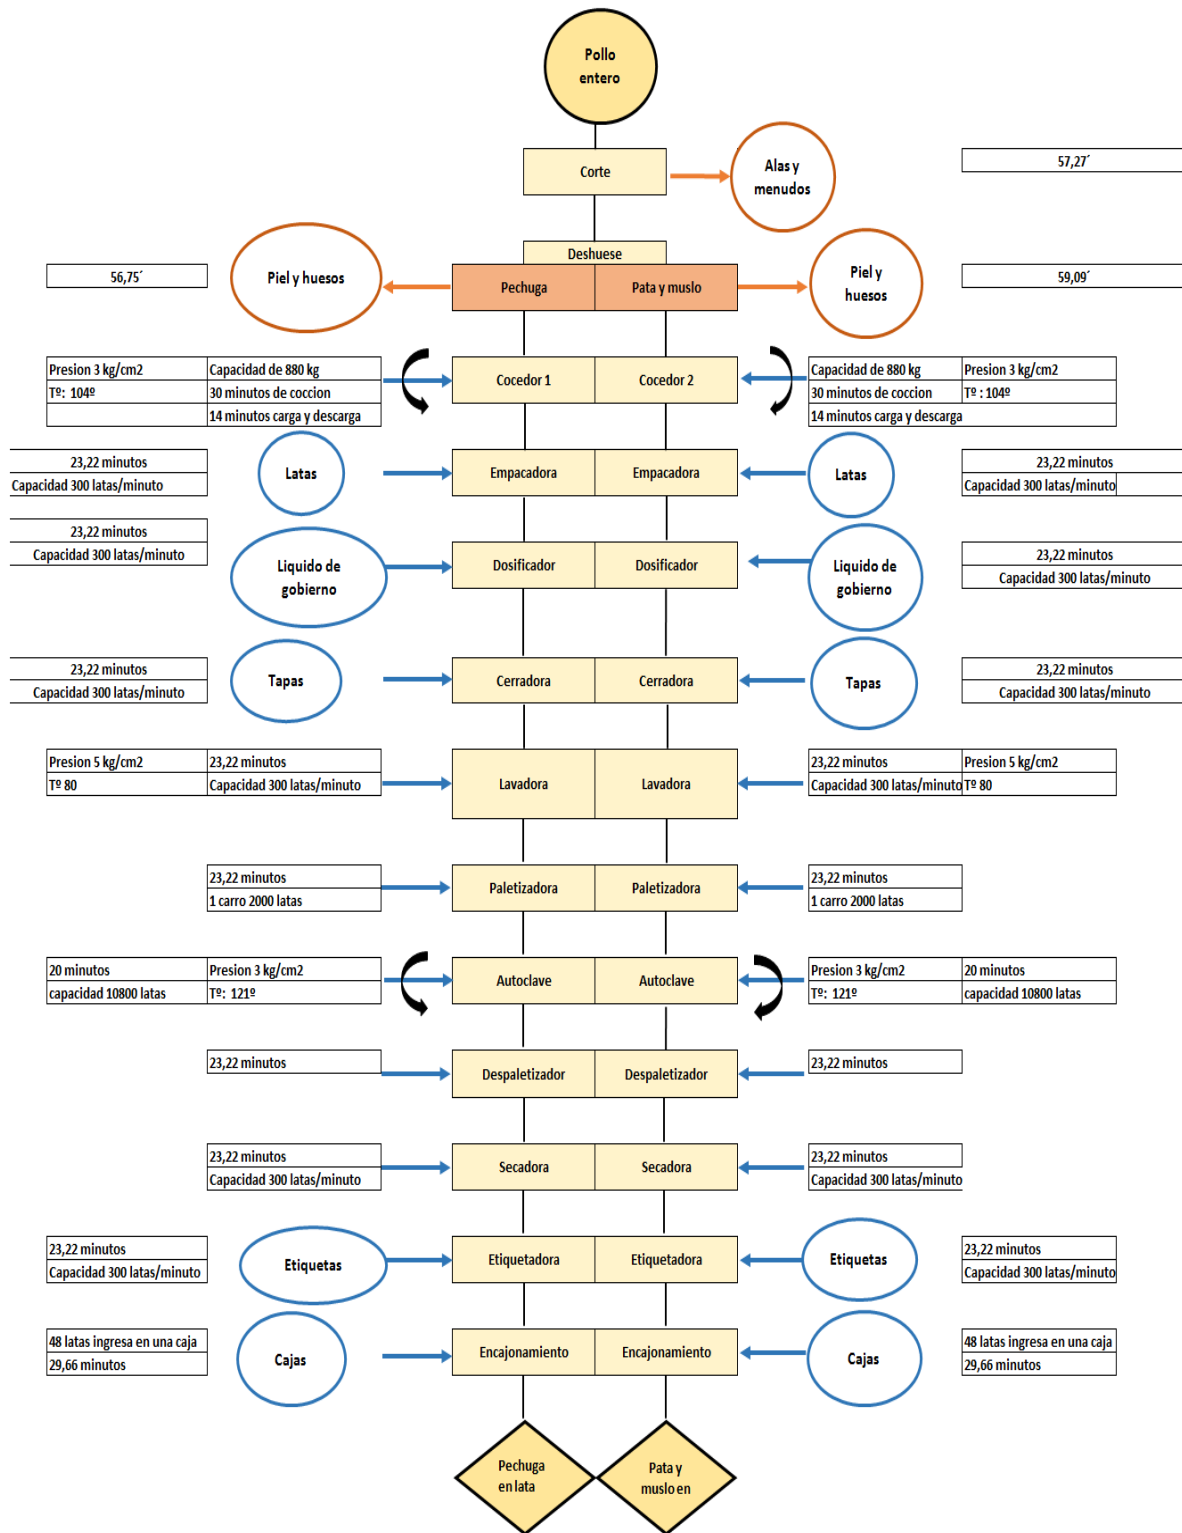 Pollo
entero
Corte
Alas y
menudos
57,27´
Deshuese
56,75´
Piel y huesos
Pechuga
Pata y muslo
Piel y
huesos
59,09´
Presion 3 kg/cm2
Capacidad de 880 kg
Tº: 104º
30 minutos de coccion
14 minutos carga y descarga
Cocedor 1
Cocedor 2
Capacidad de 880 kg
Presion 3 kg/cm2
30 minutos de coccion
Tº : 104º
14 minutos carga y descarga
23,22 minutos
Capacidad 300 latas/minuto
Latas
Empacadora
Empacadora
Latas
23,22 minutos
Capacidad 300 latas/minuto
23,22 minutos
Capacidad 300 latas/minuto
Liquido de
gobierno
Dosificador
Dosificador
Liquido de
gobierno
23,22 minutos
Capacidad 300 latas/minuto
23,22 minutos
Capacidad 300 latas/minuto
Tapas
Cerradora
Cerradora
Tapas
23,22 minutos
Capacidad 300 latas/minuto
Presion 5 kg/cm2
23,22 minutos
Tº 80
Capacidad 300 latas/minuto
Lavadora
Lavadora
23,22 minutos
Presion 5 kg/cm2
Capacidad 300 latas/minuto
Tº 80
23,22 minutos
1 carro 2000 latas
Paletizadora
Paletizadora
23,22 minutos
1 carro 2000 latas
20 minutos
Presion 3 kg/cm2
capacidad 10800 latas
Tº: 121º
Autoclave
Autoclave
Presion 3 kg/cm2
20 minutos
Tº: 121º
capacidad 10800 latas
23,22 minutos
Despaletizador
Despaletizador
23,22 minutos
23,22 minutos
Capacidad 300 latas/minuto
Secadora
Secadora
23,22 minutos
Capacidad 300 latas/minuto
23,22 minutos
Capacidad 300 latas/minuto
Etiquetas
Etiquetadora
Etiquetadora
Etiquetas
23,22 minutos
Capacidad 300 latas/minuto
48 latas ingresa en una caja
29,66 minutos
Cajas
Encajonamiento
Encajonamiento
Cajas
48 latas ingresa en una caja
29,66 minutos
Pechuga
en lata
Pata y
muslo en